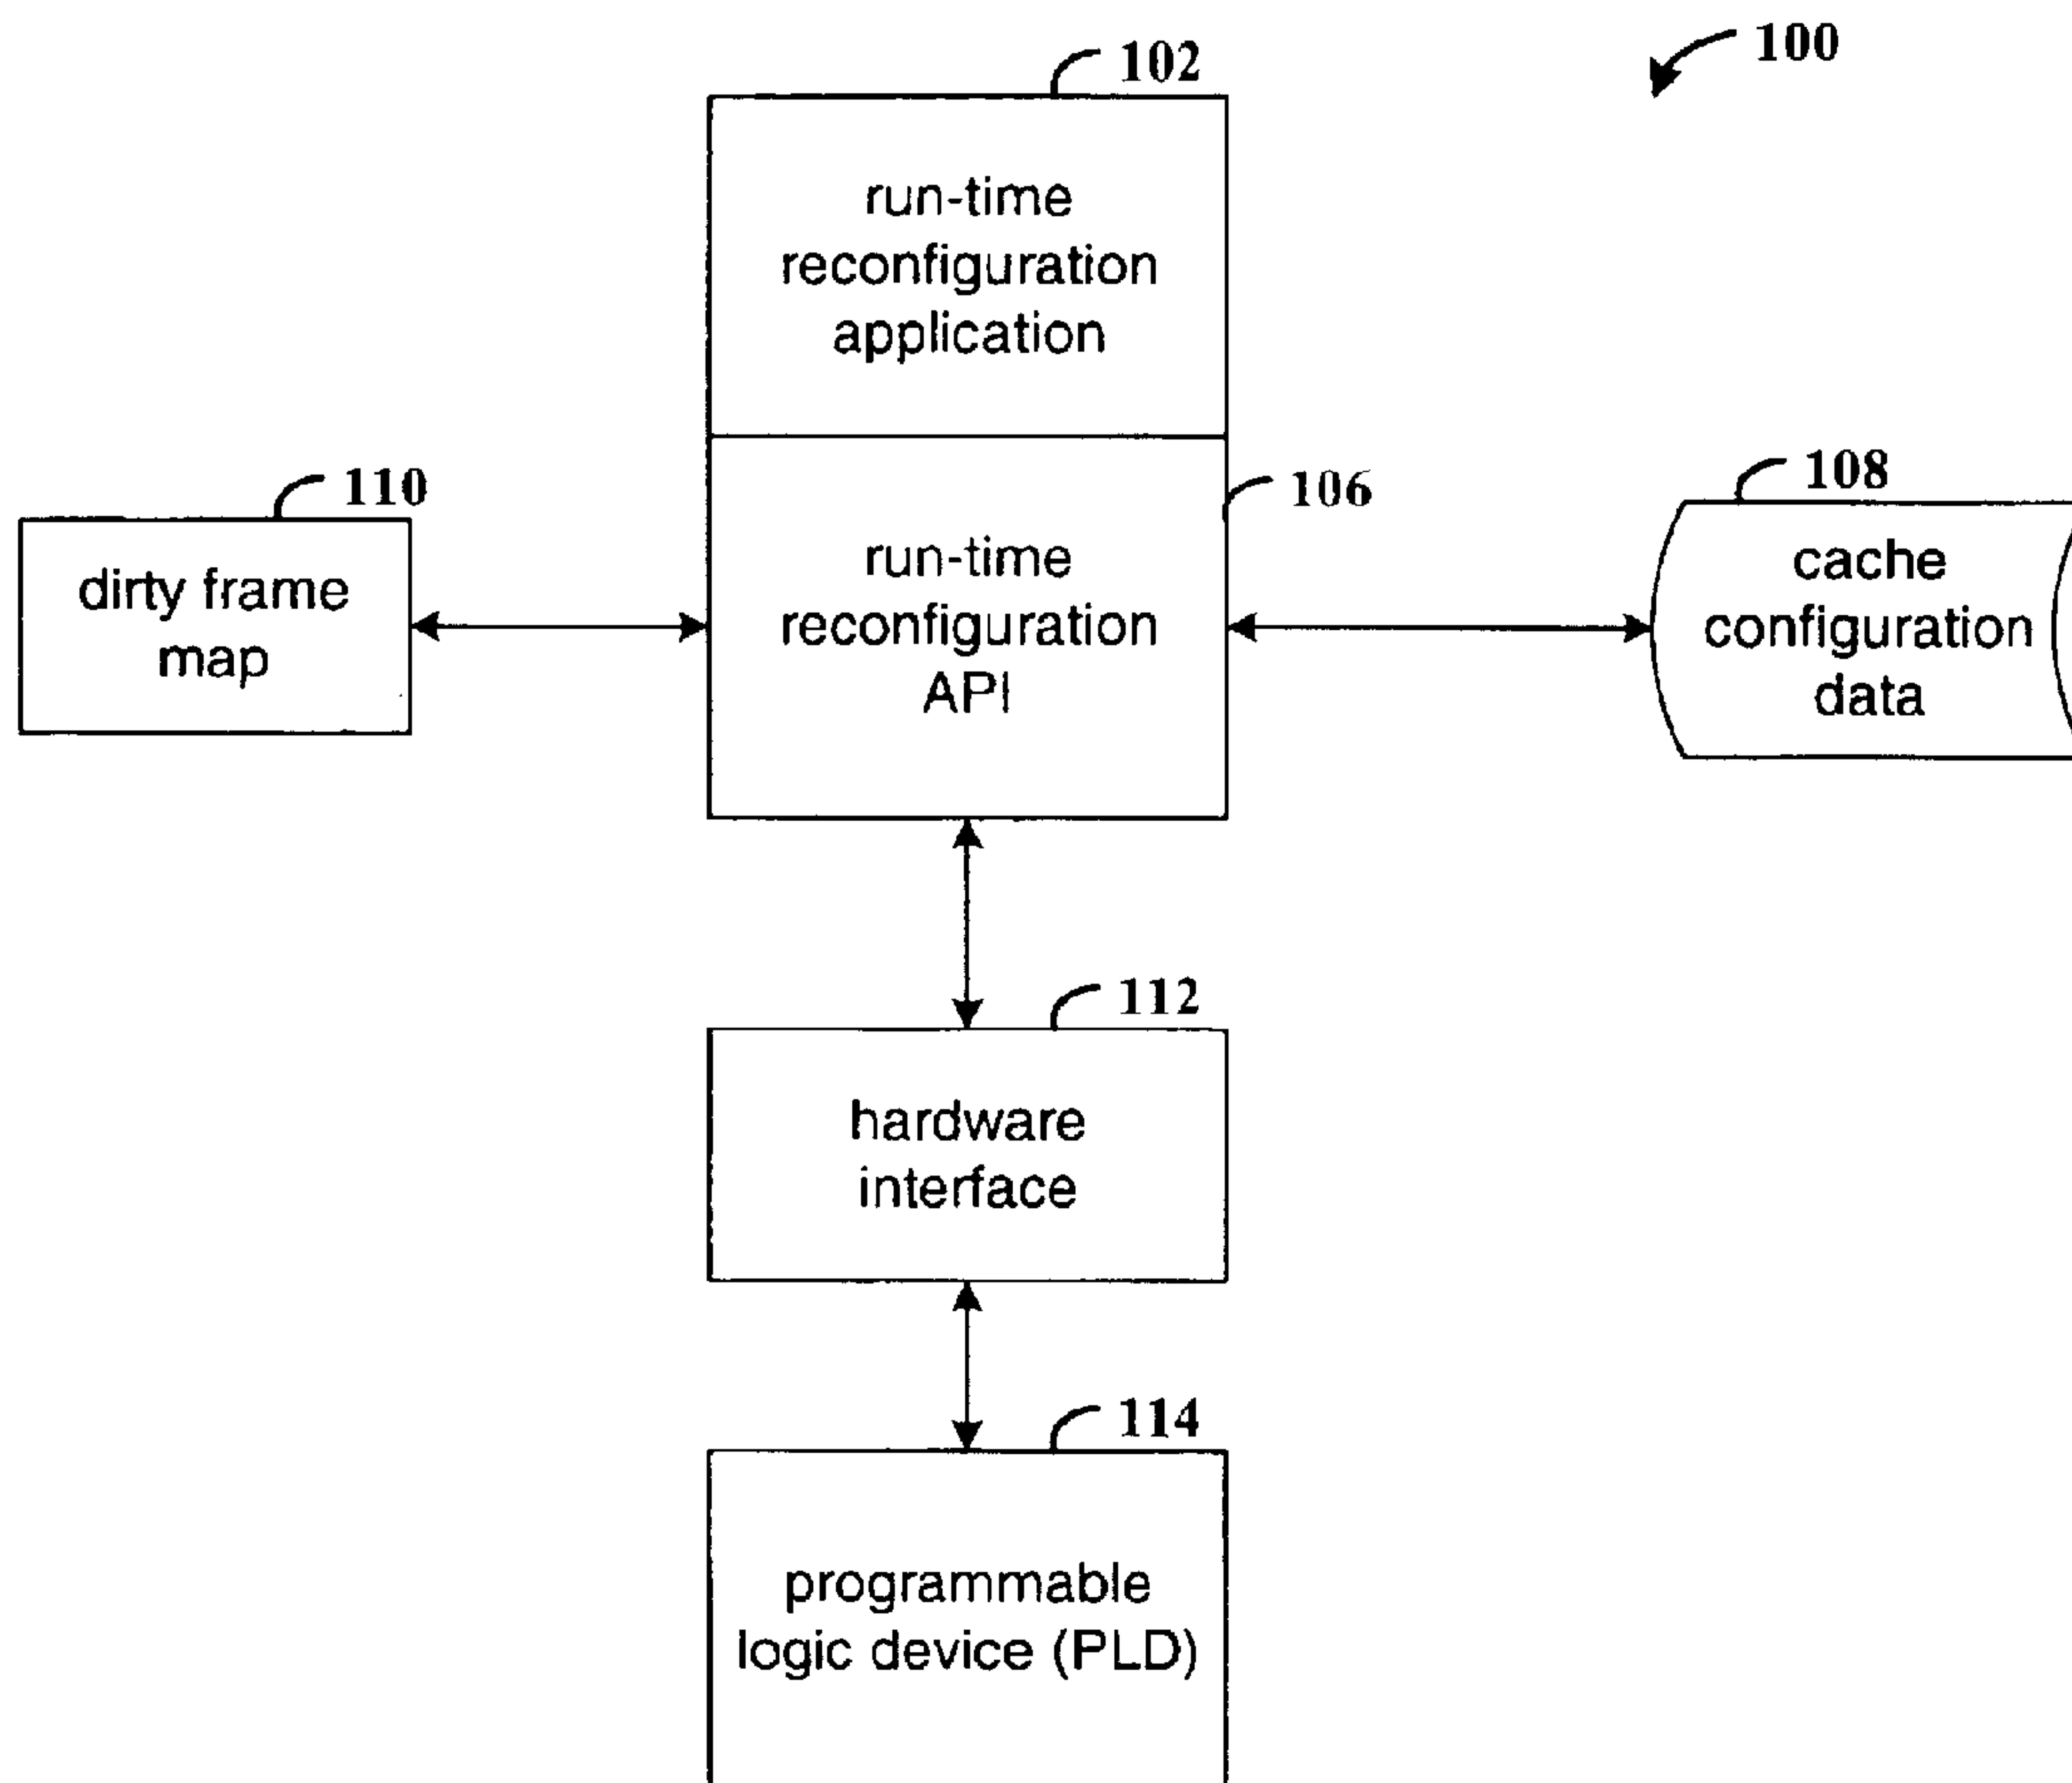 100
102
run-time
reconfiguration
application
110
dirty frame
map
106
run-time
reconfiguration
API
108
cache
configuration
data
112
hardware
interface
114
programmable
logic device (PLD)